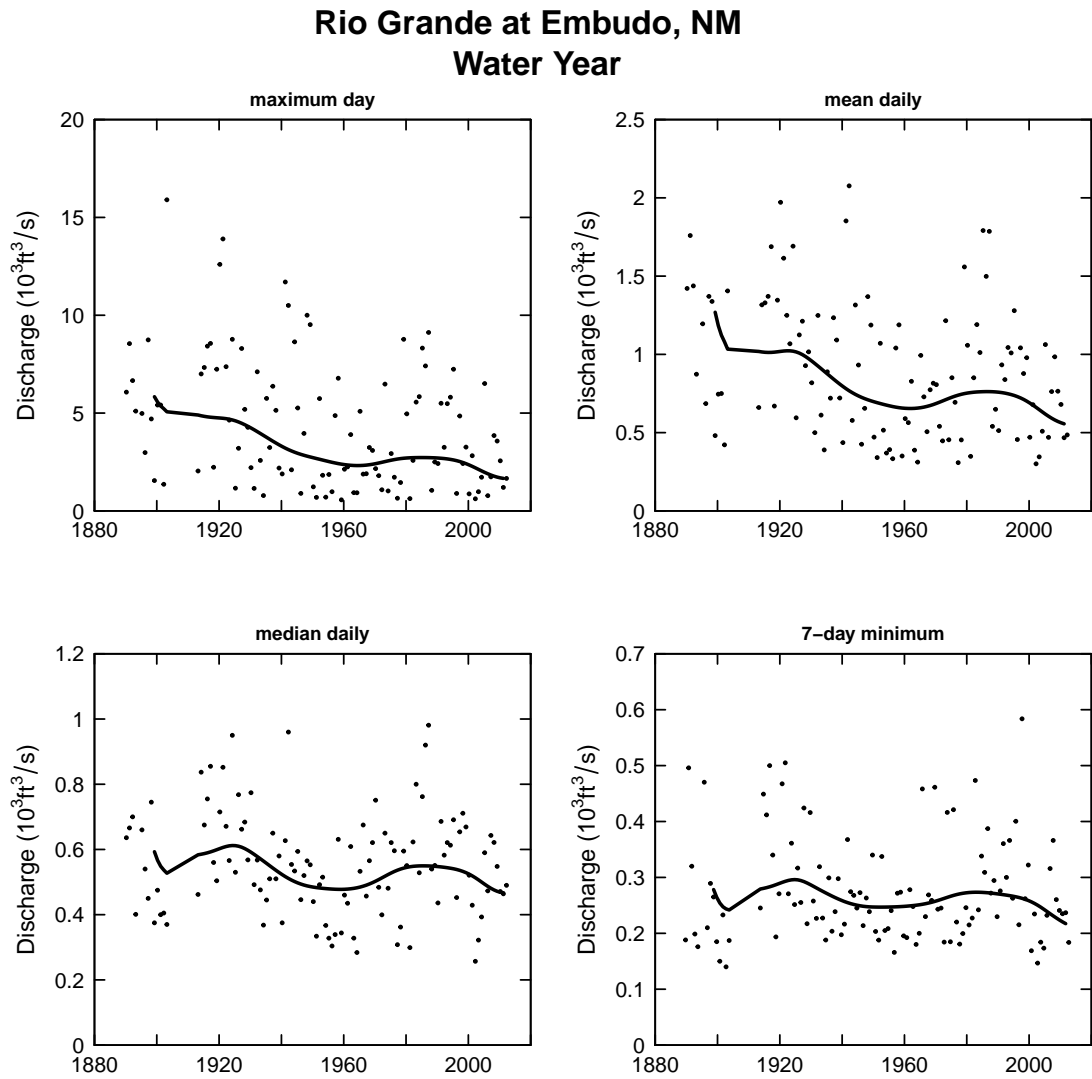 Rio Grande at Embudo, NM
Water Year
maximum day
Discharge (10³ft³/s)
20
15
10
5
0
1880 1920 1960 2000
mean daily
Discharge (10³ft³/s)
2.5
2
1.5
1
0.5
0
1880 1920 1960 2000
median daily
Discharge (10³ft³/s)
1.2
1
0.8
0.6
0.4
0.2
0
1880 1920 1960 2000
7−day minimum
Discharge (10³ft³/s)
0.7
0.6
0.5
0.4
0.3
0.2
0.1
0
1880 1920 1960 2000